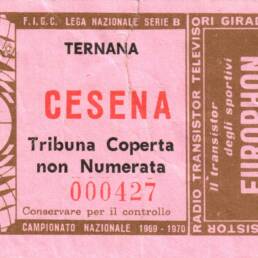 F.I.G.C. LEGA NAZIONALE SERIE B
TERNANA
CESENA
Tribuna Coperta
non Numerata
000427
Conservare per il controllo
CAMPIONATO NAZIONALE 1969 - 1970
RADIO TRANSISTOR TELEVISORI GIRAD
il transistor
degli sportivi
EUROPHON